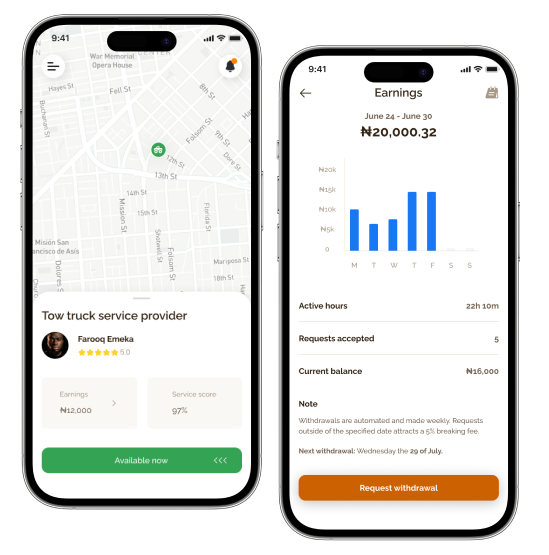 9:41
War Memorial
Opera House
CENTER
Hayes St
Fell St
8th St
Buchanan St
Folsom St
9th St
Dore St
12th St
13th St
14th St
Mission St
15th St
Florida St
Shotwell St
Folsom St
Misión San
ancisco de Asís
Mariposa St
Dolores S
18th St
Tow truck service provider
Farooq Emeka
5.0
Earnings
₦12,000
Service score
97%
Available now
9:41
Earnings
June 24 - June 30
₦20,000.32
₦20k
₦15k
₦10k
₦5k
0
M T W T F S S
Active hours 22h 10m
Requests accepted 5
Current balance ₦16,000
Note
Withdrawals are automated and made weekly. Requests
outside of the specified date attracts a 5% breaking fee.
Next withdrawal: Wednesday the 29 of July.
Request withdrawal